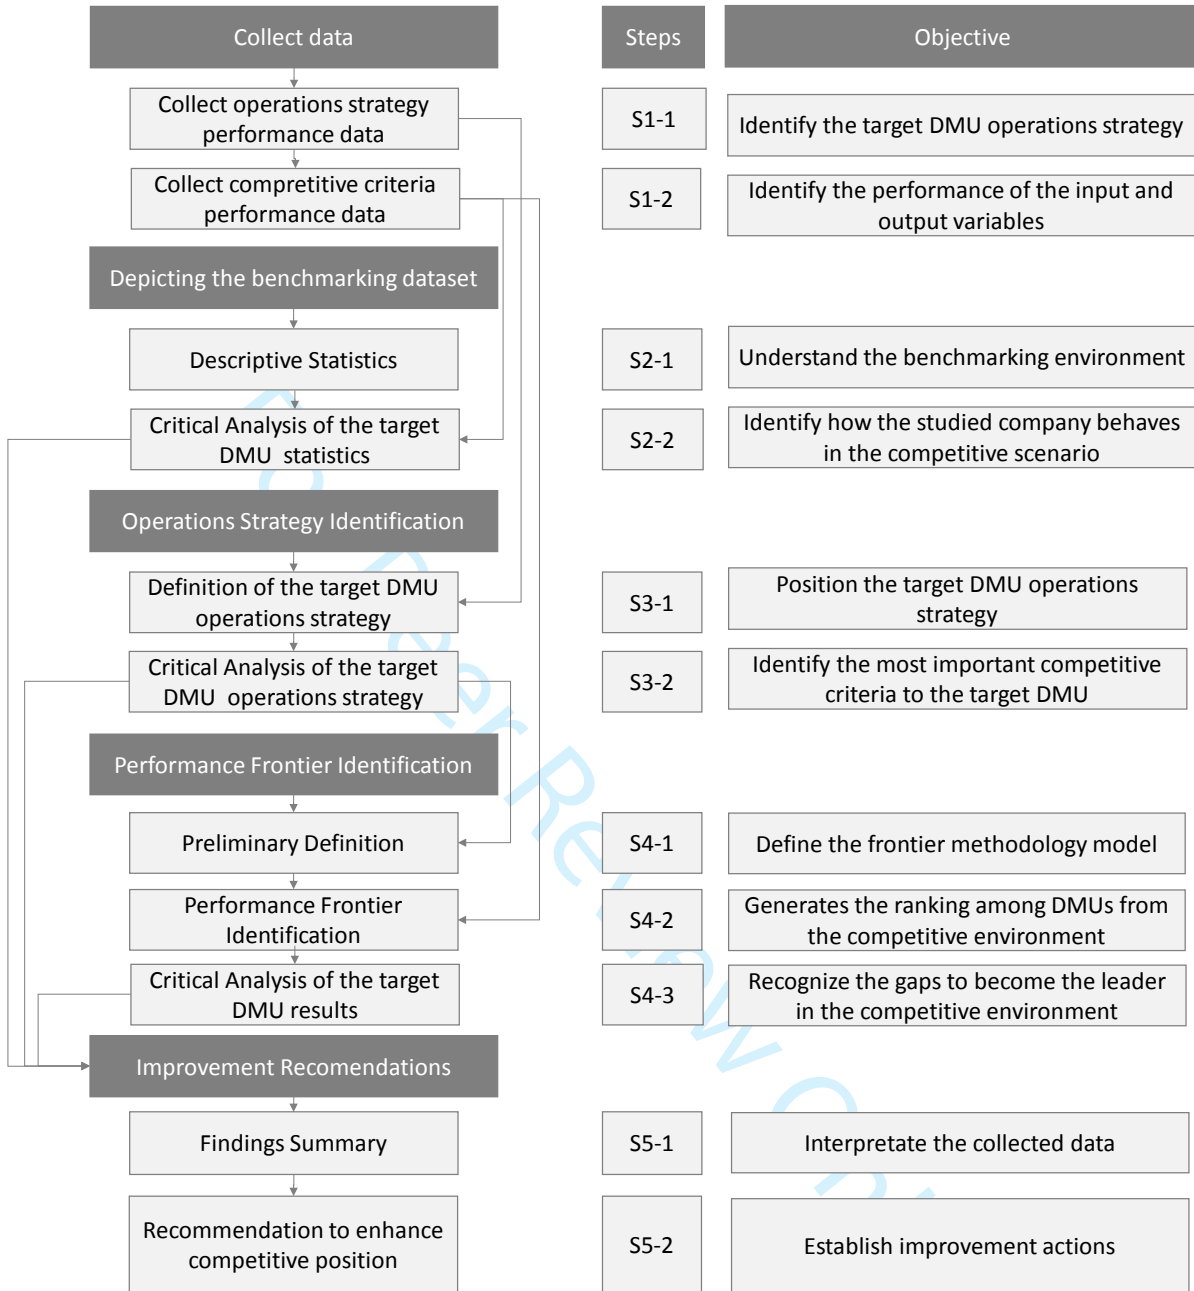 Collect data
Steps
Objective
Collect operations strategy
performance data
S1-1
Identify the target DMU operations strategy
Collect compretitive criteria
performance data
S1-2
Identify the performance of the input and
output variables
Depicting the benchmarking dataset
Descriptive Statistics
S2-1
Understand the benchmarking environment
Critical Analysis of the target
DMU statistics
S2-2
Identify how the studied company behaves
in the competitive scenario
Operations Strategy Identification
Definition of the target DMU
operations strategy
S3-1
Position the target DMU operations
strategy
Critical Analysis of the target
DMU operations strategy
S3-2
Identify the most important competitive
criteria to the target DMU
Performance Frontier Identification
Preliminary Definition
S4-1
Define the frontier methodology model
Performance Frontier
Identification
S4-2
Generates the ranking among DMUs from
the competitive environment
Critical Analysis of the target
DMU results
S4-3
Recognize the gaps to become the leader
in the competitive environment
Improvement Recomendations
Findings Summary
S5-1
Interpretate the collected data
Recommendation to enhance
competitive position
S5-2
Establish improvement actions
For Peer Review